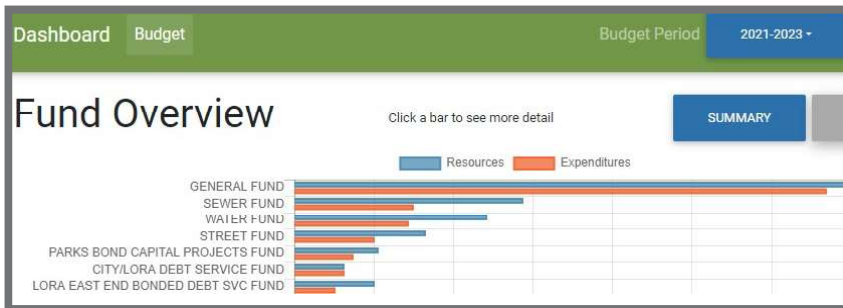 Dashboard Budget Budget Period 2021-2023
Fund Overview Click a bar to see more detail SUMMARY
Resources Expenditures
GENERAL FUND
SEWER FUND
WATER FUND
STREET FUND
PARKS BOND CAPITAL PROJECTS FUND
CITY/LORA DEBT SERVICE FUND
LORA EAST END BONDED DEBT SVC FUND